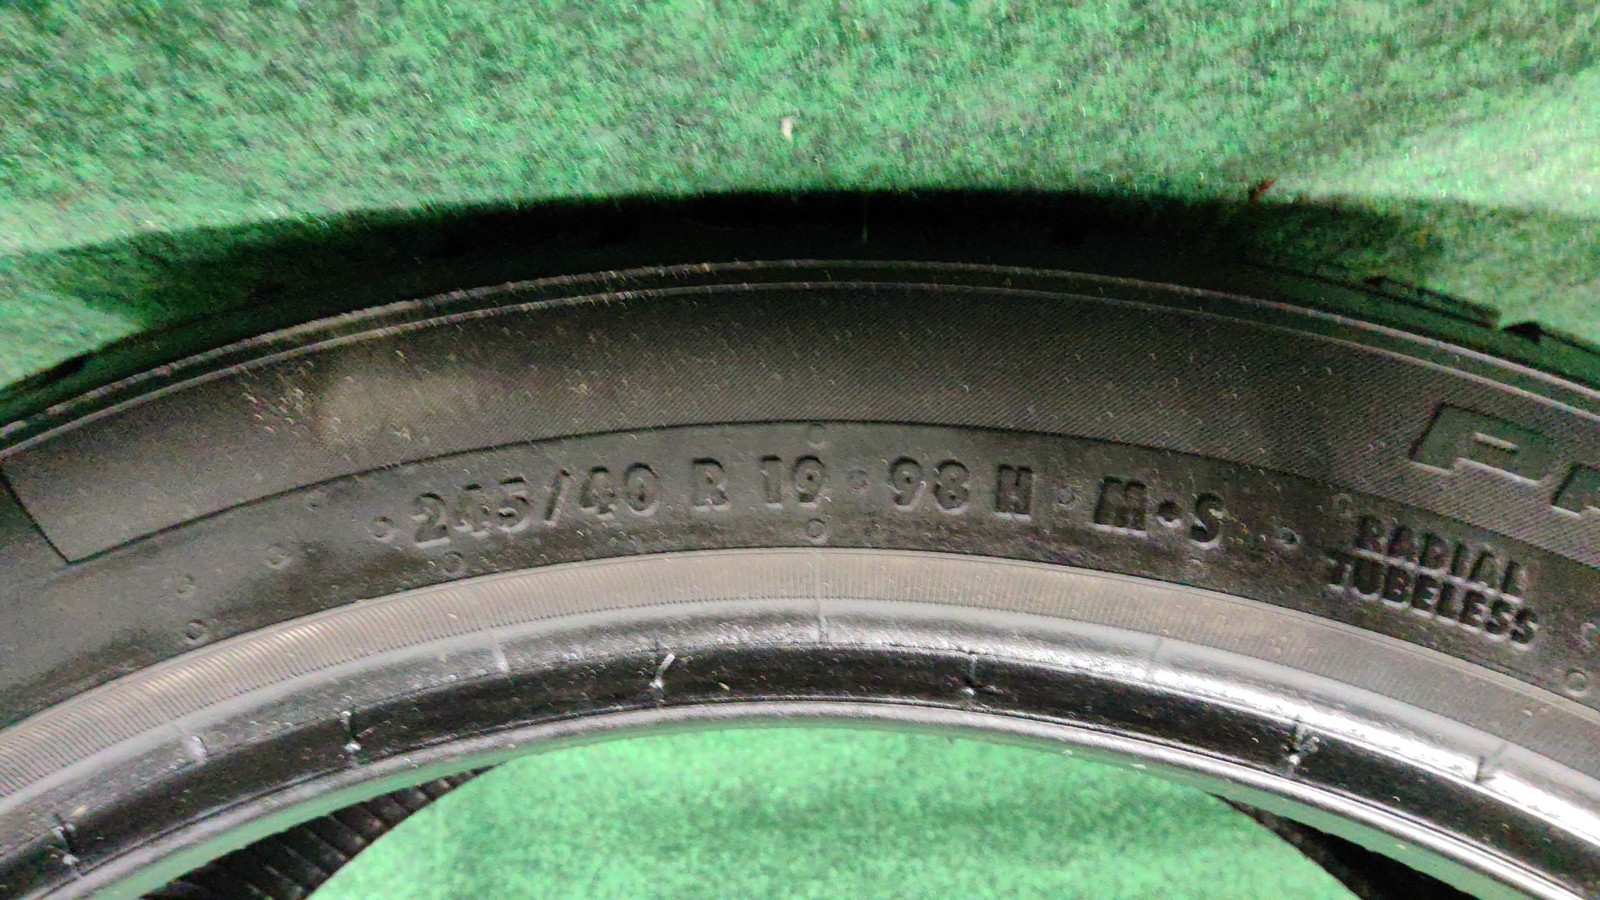 245/40 R 19 98 H M•S
RADIAL
TUBELESS